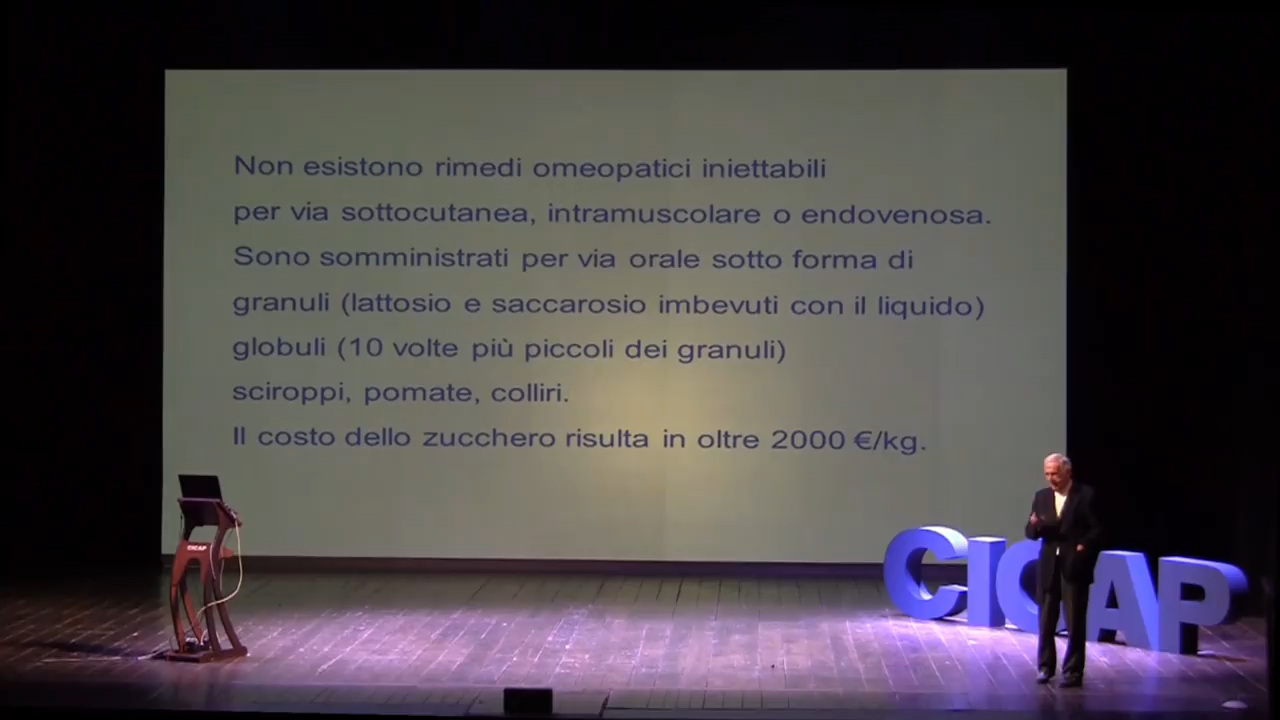 Non esistono rimedi omeopatici iniettabili
per via sottocutanea, intramuscolare o endovenosa.
Sono somministrati per via orale sotto forma di
granuli (lattosio e saccarosio imbevuti con il liquido)
globuli (10 volte più piccoli dei granuli)
sciroppi, pomate, colliri.
Il costo dello zucchero risulta in oltre 2000 €/kg.
CICAP
CICAP